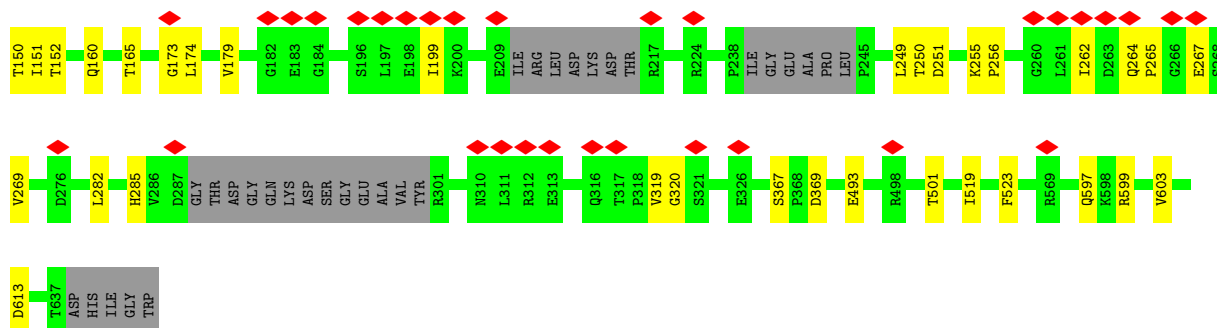 T150 I151 T152 Q160 T165 G173 L174 V179 G182 E183 G184 S196 L197 E198 I199 K200 E209 ILE ARG LEU ASP LYS ASP THR R217 R224 P238 ILE GLY GLU ALA PRO LEU P245 L249 T250 D251 K255 P256 G260 L261 I262 D263 Q264 P265 G266 E267 S268
V269 D276 L282 H285 V286 D287 GLY THR ASP GLY GLN LYS ASP SER GLY GLU ALA VAL TYR R301 N310 L311 R312 E313 Q316 T317 P318 V319 G320 S321 E326 S367 P368 D369 E493 R498 T501 I519 F523 R569 Q597 K598 R599 V603
D613 T637 ASP HIS ILE GLY TRP